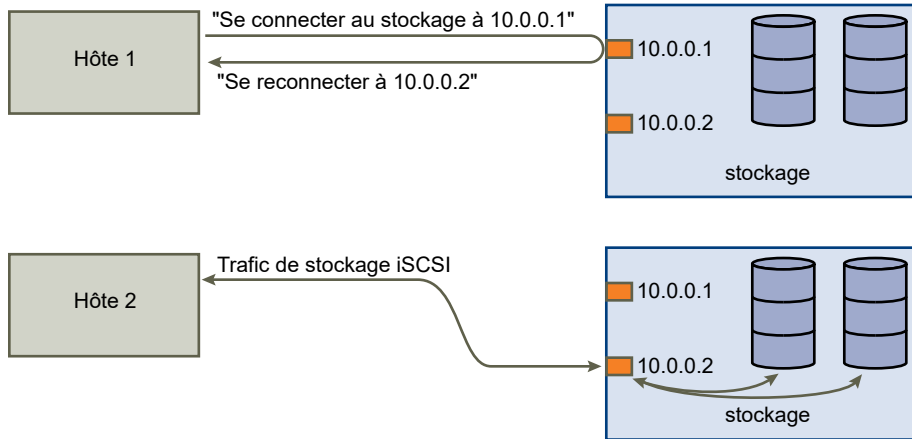 "Se connecter au stockage à 10.0.0.1"
Hôte 1
10.0.0.1
"Se reconnecter à 10.0.0.2"
10.0.0.2
stockage
Trafic de stockage iSCSI
Hôte 2
10.0.0.1
10.0.0.2
stockage